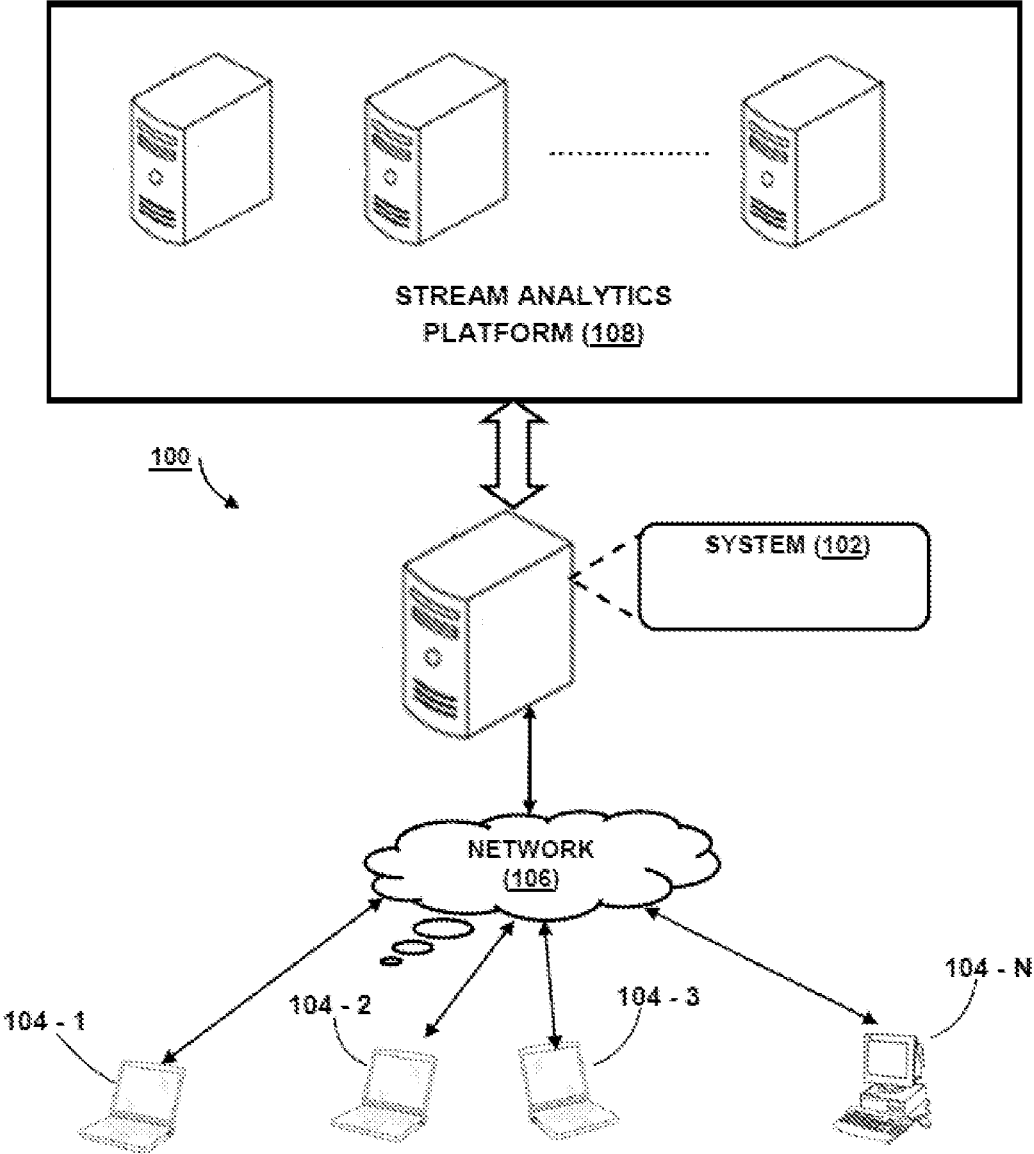 STREAM ANALYTICS
PLATFORM (108)
100
SYSTEM (102)
NETWORK
(106)
104 - 1
104 - 2
104 - 3
104 - N